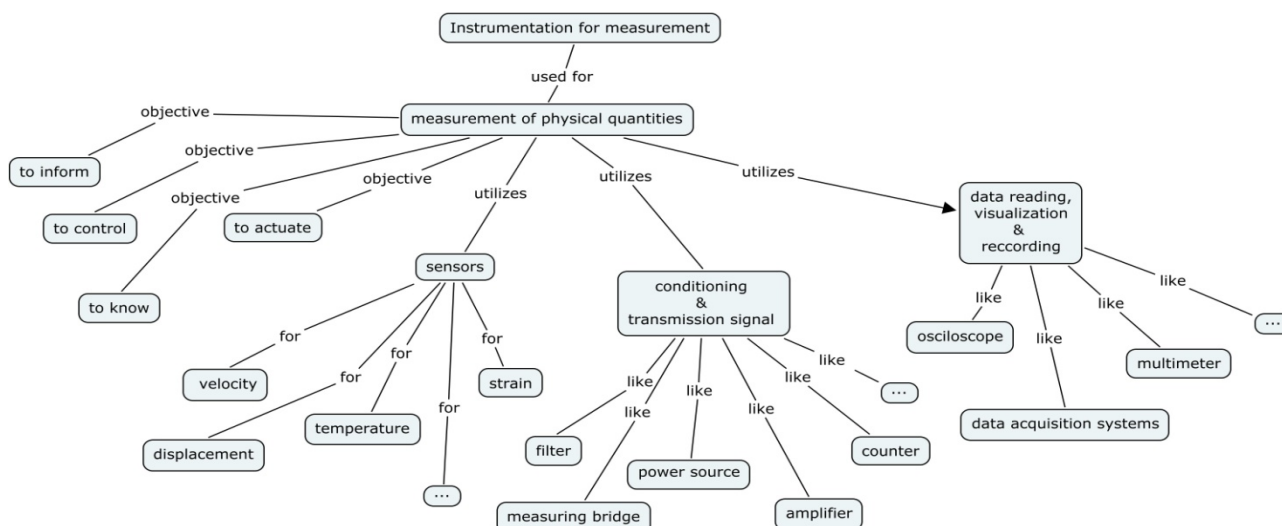 Instrumentation for measurement
used for
measurement of physical quantities
objective
to inform
objective
to control
objective
to know
objective
to actuate
utilizes
sensors
for
velocity
for
displacement
for
temperature
for
...
for
strain
utilizes
conditioning
&
transmission signal
like
filter
like
measuring bridge
like
power source
like
amplifier
like
counter
like
...
utilizes
data reading,
visualization
&
reccording
like
osciloscope
like
data acquisition systems
like
multimeter
like
...